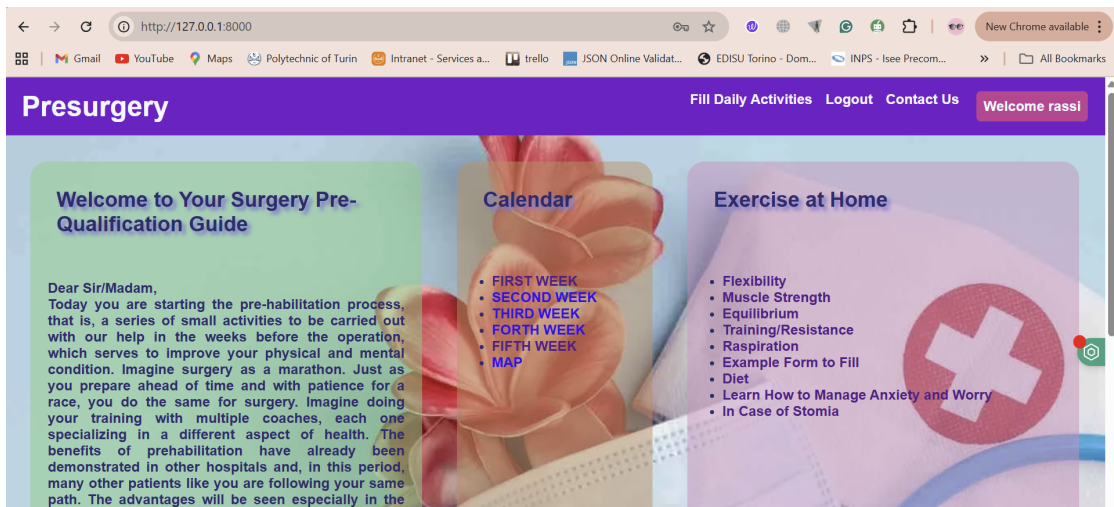 http://127.0.0.1:8000
New Chrome available
Gmail
YouTube
Maps
Polytechnic of Turin
Intranet - Services a...
trello
JSON Online Validat...
EDISU Torino - Dom...
INPS - Isee Precom...
»
All Bookmarks
Presurgery
Fill Daily Activities
Logout
Contact Us
Welcome rassi
Welcome to Your Surgery Pre-
Qualification Guide
Dear Sir/Madam,
Today you are starting the pre-habilitation process,
that is, a series of small activities to be carried out
with our help in the weeks before the operation,
which serves to improve your physical and mental
condition. Imagine surgery as a marathon. Just as
you prepare ahead of time and with patience for a
race, you do the same for surgery. Imagine doing
your training with multiple coaches, each one
specializing in a different aspect of health. The
benefits of prehabilitation have already been
demonstrated in other hospitals and, in this period,
many other patients like you are following your same
path. The advantages will be seen especially in the
Calendar
FIRST WEEK
SECOND WEEK
THIRD WEEK
FORTH WEEK
FIFTH WEEK
MAP
Exercise at Home
Flexibility
Muscle Strength
Equilibrium
Training/Resistance
Raspiration
Example Form to Fill
Diet
Learn How to Manage Anxiety and Worry
In Case of Stomia